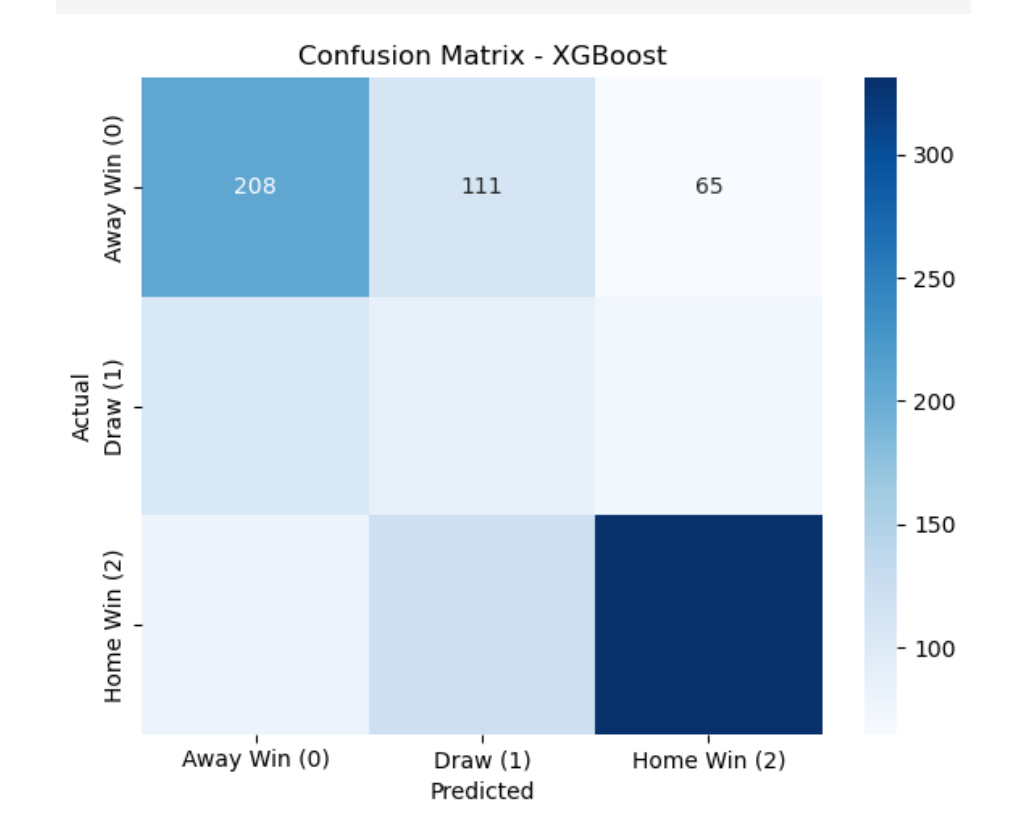 Confusion Matrix - XGBoost
Away Win (0)
208
111
65
Actual
Draw (1)
Home Win (2)
Away Win (0)
Draw (1)
Home Win (2)
Predicted
300
250
200
150
100